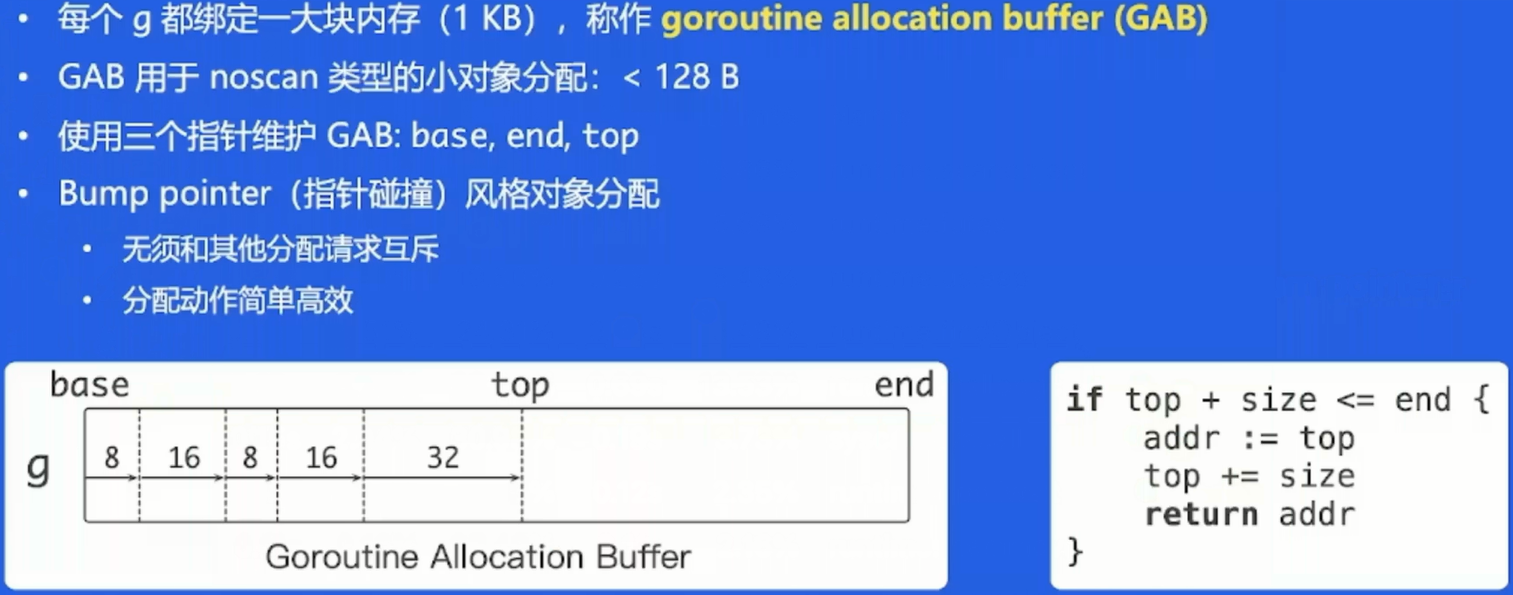 • 每个 g 都绑定一大块内存（1 KB），称作 goroutine allocation buffer (GAB)
• GAB 用于 noscan 类型的小对象分配：< 128 B
• 使用三个指针维护 GAB: base, end, top
• Bump pointer（指针碰撞）风格对象分配
• 无须和其他分配请求互斥
• 分配动作简单高效
base top end
g 8 16 8 16 32
Goroutine Allocation Buffer
if top + size <= end {
addr := top
top += size
return addr
}